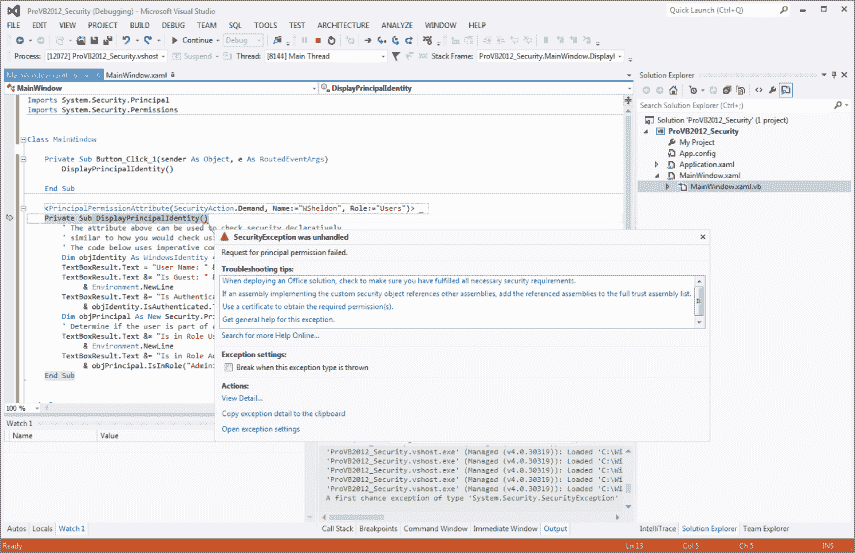 ProVB2012_Security (Debugging) - Microsoft Visual Studio
Quick Launch (Ctrl+Q)
FILE EDIT VIEW PROJECT BUILD DEBUG TEAM SQL TOOLS TEST ARCHITECTURE ANALYZE WINDOW HELP
Continue Debug
Process: [12072] ProVB2012_Security.vshost Suspend Thread: [8144] Main Thread Stack Frame: ProVB2012_Security.MainWindow.Displayl
MainWindow.xaml
MainWindow
DisplayPrincipalIdentity
Imports System.Security.Principal
Imports System.Security.Permissions
Class MainWindow
Private Sub Button_Click_1(sender As Object, e As RoutedEventArgs)
DisplayPrincipalIdentity()
End Sub
<PrincipalPermissionAttribute(SecurityAction.Demand, Name:="WSheldon", Role:="Users")> _
Private Sub DisplayPrincipalIdentity()
' The attribute above can be used to check security declaratively
' similar to how you would check usi
' The code below uses imperative co
Dim objIdentity As WindowsIdentity
TextBoxResult.Text = "User Name: " &
TextBoxResult.Text &= "Is Guest: " &
& Environment.NewLine
TextBoxResult.Text &= "Is Authentica
& objIdentity.IsAuthenticated.
Dim objPrincipal As New Security.Pri
' Determine if the user is part of
TextBoxResult.Text &= "Is in Role Us
& Environment.NewLine
TextBoxResult.Text &= "Is in Role Ad
& objPrincipal.IsInRole("Admini
End Sub
100 %
SecurityException was unhandled
Request for principal permission failed.
Troubleshooting tips:
When deploying an Office solution, check to make sure you have fulfilled all necessary security requirements.
If an assembly implementing the custom security object references other assemblies, add the referenced assemblies to the full trust assembly list.
Use a certificate to obtain the required permission(s).
Get general help for this exception.
Search for more Help Online...
Exception settings:
Break when this exception type is thrown
Actions:
View Detail...
Copy exception detail to the clipboard
Open exception settings
Solution Explorer
Search Solution Explorer (Ctrl+;)
Solution 'ProVB2012_Security' (1 project)
ProVB2012_Security
My Project
App.config
Application.xaml
MainWindow.xaml
MainWindow.xaml.vb
Watch 1
Name Value
'ProVB2012_Security.vshost.exe' (Managed (v4.0.30319)): Loaded 'C:\Wi
'ProVB2012_Security.vshost.exe' (Managed (v4.0.30319)): Loaded 'C:\Wi
'ProVB2012_Security.vshost.exe' (Managed (v4.0.30319)): Loaded 'C:\Wi
'ProVB2012_Security.vshost.exe' (Managed (v4.0.30319)): Loaded 'C:\Wi
'ProVB2012_Security.vshost.exe' (Managed (v4.0.30319)): Loaded 'C:\Wi
A first chance exception of type 'System.Security.SecurityException'
Autos Locals Watch 1
Call Stack Breakpoints Command Window Immediate Window Output
IntelliTrace Solution Explorer Team Explorer
Ready Ln 13 Col 5 Ch 5 INS